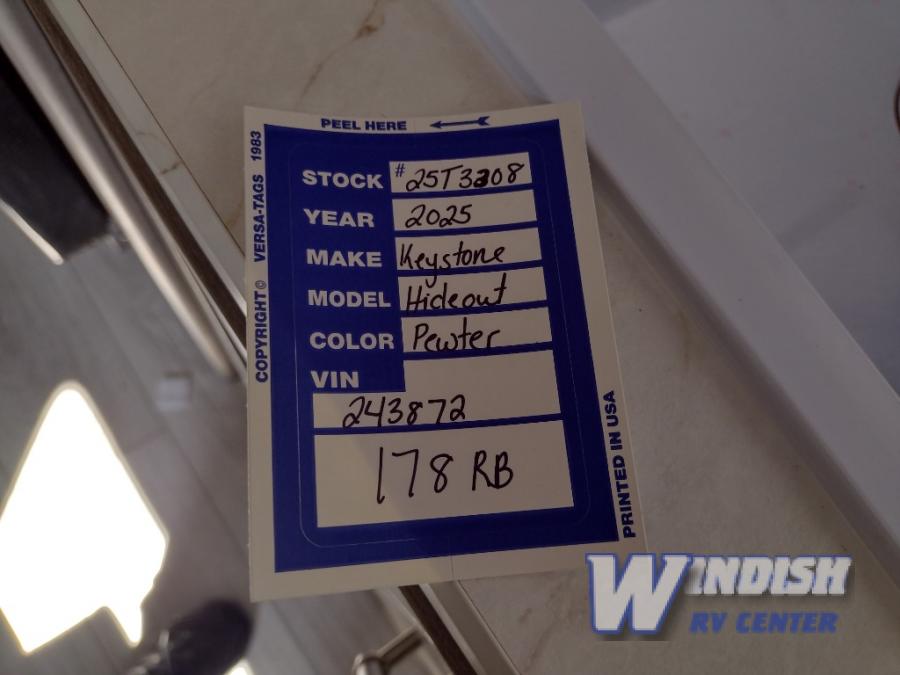 PEEL HERE
STOCK #25T3308
YEAR 2025
MAKE Keystone
MODEL Hideout
COLOR Pewter
VIN
243872
178 RB
COPYRIGHT © VERSA-TAGS 1983
PRINTED IN USA
WINDISH
RV CENTER